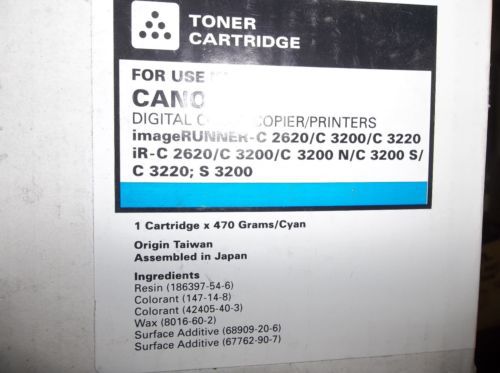 TONER
CARTRIDGE
FOR USE
CANO
DIGITAL COPIER/PRINTERS
imageRUNNER-C 2620/C 3200/C 3220
iR-C 2620/C 3200/C 3200 N/C 3200 S/
C 3220; S 3200
1 Cartridge x 470 Grams/Cyan
Origin Taiwan
Assembled in Japan
Ingredients
Resin (186397-54-6)
Colorant (147-14-8)
Colorant (42405-40-3)
Wax (8016-60-2)
Surface Additive (68909-20-6)
Surface Additive (67762-90-7)